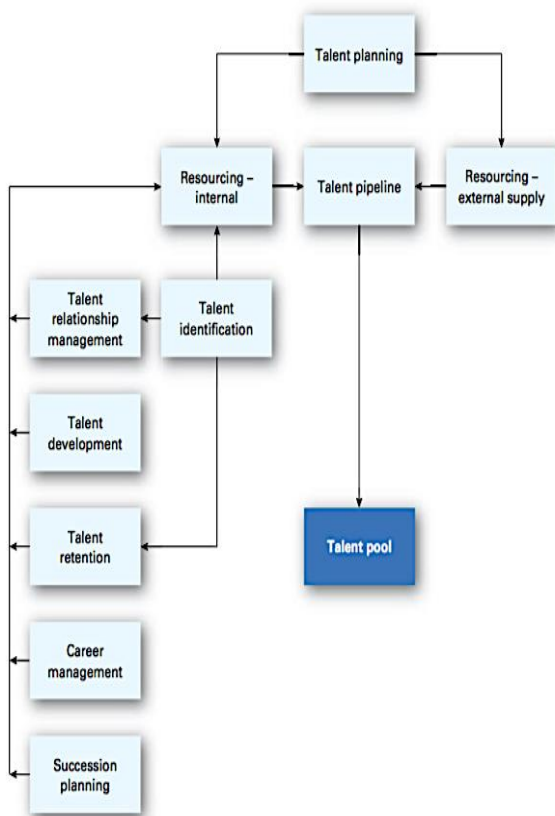 Talent planning
Resourcing –
internal
Talent pipeline
Resourcing –
external supply
Talent
relationship
management
Talent
identification
Talent
development
Talent
retention
Talent pool
Career
management
Succession
planning